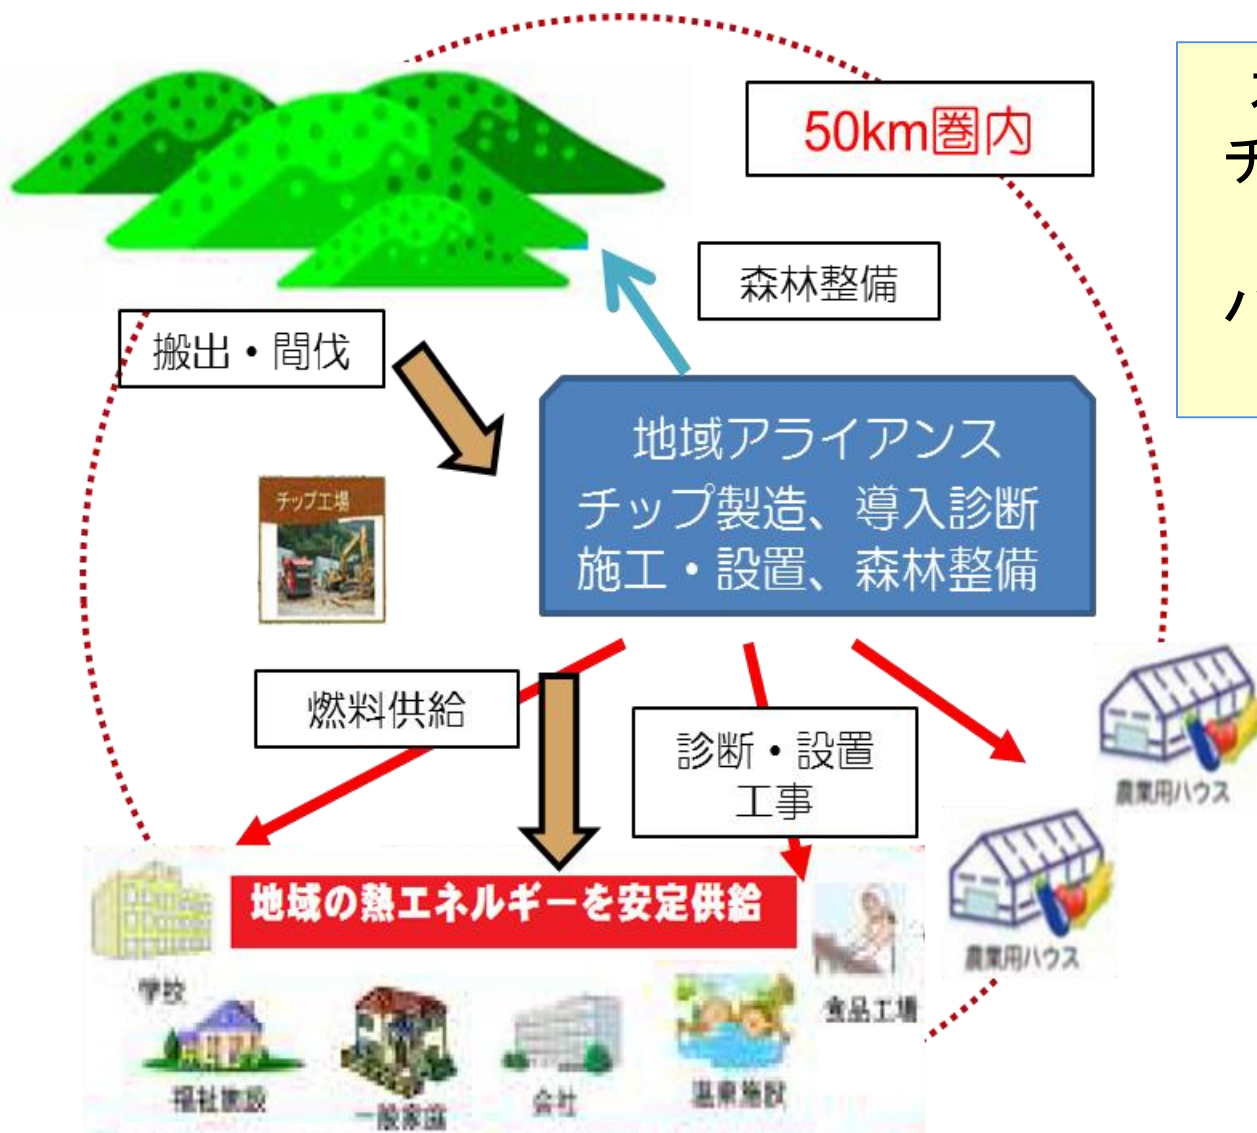 50km圏内
チ
森林整備
搬出・間伐
地域アライアンス
チップ製造、導入診断
施工・設置、森林整備
チップ工場
燃料供給
診断・設置
工事
農業用ハウス
農業用ハウス
地域の熱エネルギーを安定供給
学校
食品工場
福祉施設
一般家庭
会社
温泉施設